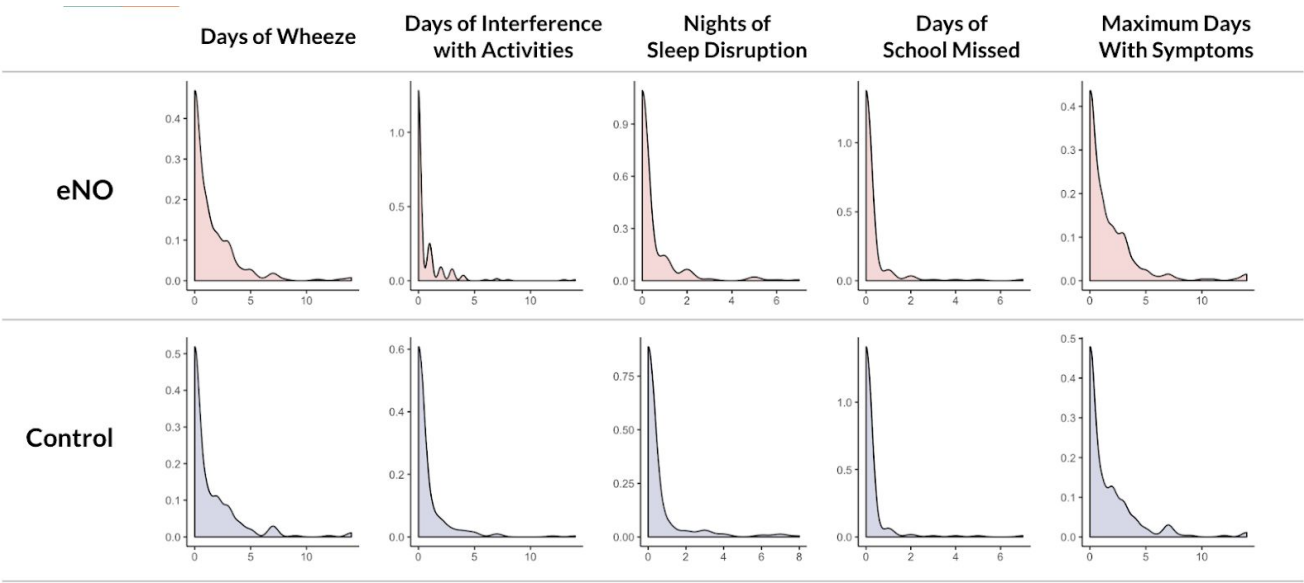 Days of Wheeze
Days of Interference
with Activities
Nights of
Sleep Disruption
Days of
School Missed
Maximum Days
With Symptoms
eNO
0.4
0.3
0.2
0.1
0.0
0 5 10
1.0
0.5
0.0
0 5 10
0.9
0.6
0.3
0.0
0 2 4 6
1.0
0.5
0.0
0 2 4 6
0.4
0.3
0.2
0.1
0.0
0 5 10
Control
0.5
0.4
0.3
0.2
0.1
0.0
0 5 10
0.6
0.4
0.2
0.0
0 5 10
0.75
0.50
0.25
0.00
0 2 4 6 8
1.0
0.5
0.0
0 2 4 6
0.5
0.4
0.3
0.2
0.1
0.0
0 5 10